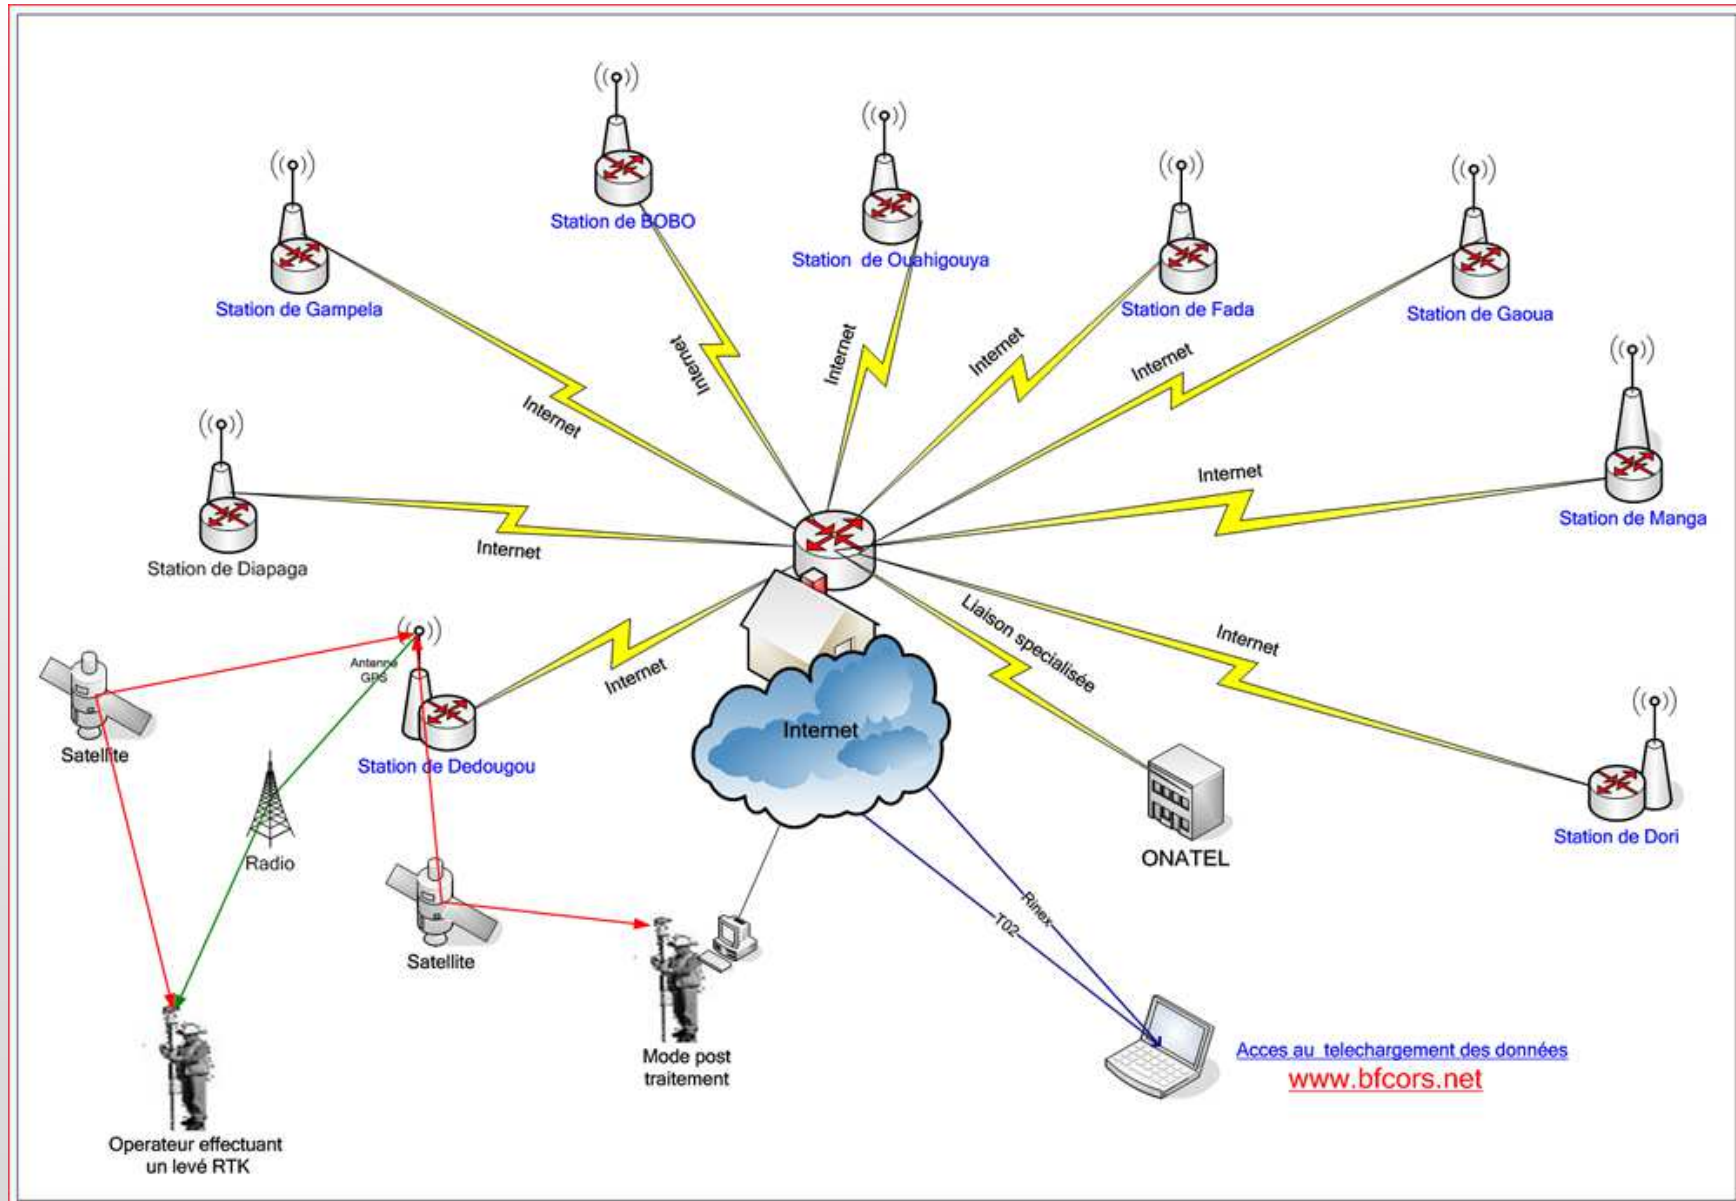 Station de BOBO
Station de Ouahigouya
Station de Gampela
Station de Fada
Station de Gaoua
Internet
Internet
Internet
Internet
Internet
Internet
Internet
Station de Manga
Station de Diapaga
Internet
Liaison specialisée
Internet
Internet
Antenne
GPS
Satellite
Station de Dedougou
Internet
Radio
ONATEL
Station de Dori
Rinex
T02
Satellite
Mode post
traitement
Acces au telechargement des données
www.bfcors.net
Operateur effectuant
un levé RTK